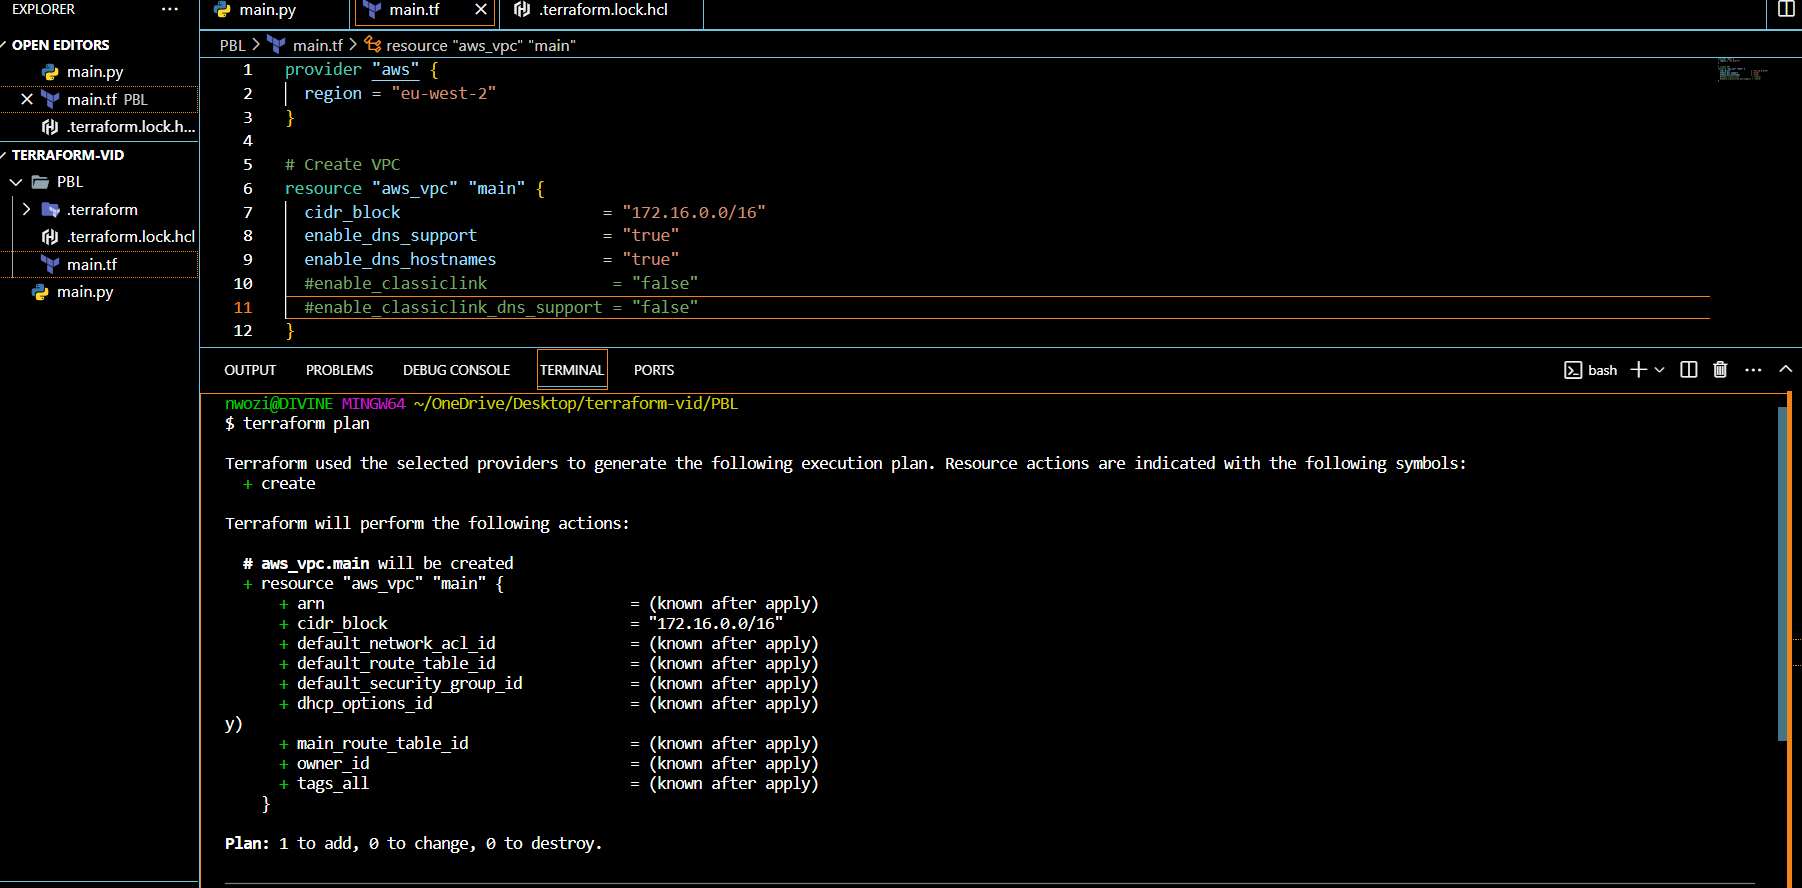 EXPLORER
OPEN EDITORS
main.py
main.tf PBL
.terraform.lock.h...
TERRAFORM-VID
PBL
.terraform
.terraform.lock.hcl
main.tf
main.py
main.py
main.tf
.terraform.lock.hcl
PBL > main.tf > resource "aws_vpc" "main"
1 provider "aws" {
2 region = "eu-west-2"
3 }
4
5 # Create VPC
6 resource "aws_vpc" "main" {
7 cidr_block = "172.16.0.0/16"
8 enable_dns_support = "true"
9 enable_dns_hostnames = "true"
10 #enable_classiclink = "false"
11 #enable_classiclink_dns_support = "false"
12 }
OUTPUT PROBLEMS DEBUG CONSOLE TERMINAL PORTS
bash
nwozi@DIVINE MINGW64 ~/OneDrive/Desktop/terraform-vid/PBL
$ terraform plan
Terraform used the selected providers to generate the following execution plan. Resource actions are indicated with the following symbols:
+ create
Terraform will perform the following actions:
# aws_vpc.main will be created
+ resource "aws_vpc" "main" {
+ arn = (known after apply)
+ cidr_block = "172.16.0.0/16"
+ default_network_acl_id = (known after apply)
+ default_route_table_id = (known after apply)
+ default_security_group_id = (known after apply)
+ dhcp_options_id = (known after apply)
y)
+ main_route_table_id = (known after apply)
+ owner_id = (known after apply)
+ tags_all = (known after apply)
}
Plan: 1 to add, 0 to change, 0 to destroy.